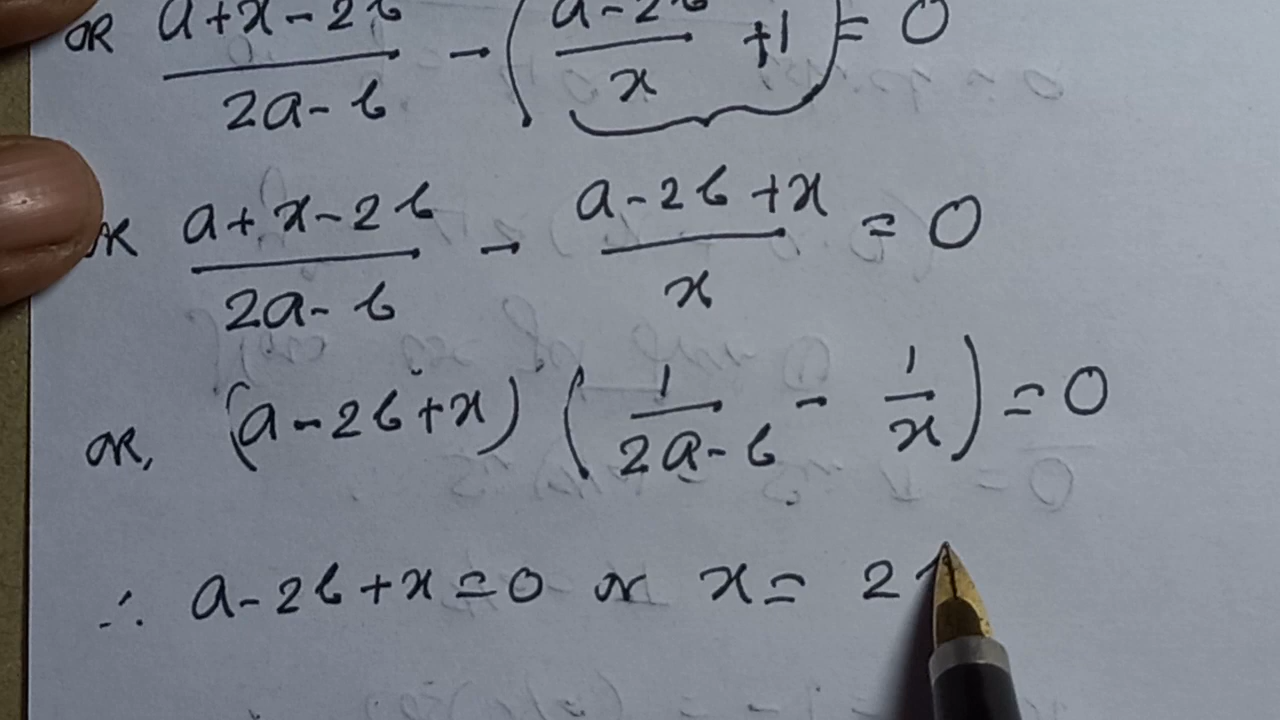 OR (a+x-2b)/(2a-b) - ((a-2b)/x +1) = 0
OR (a+x-2b)/(2a-b) - (a-2b+x)/x = 0
OR, (a-2b+x) (1/(2a-b) - 1/x) = 0
∴ a-2b+x=0 or x= 2